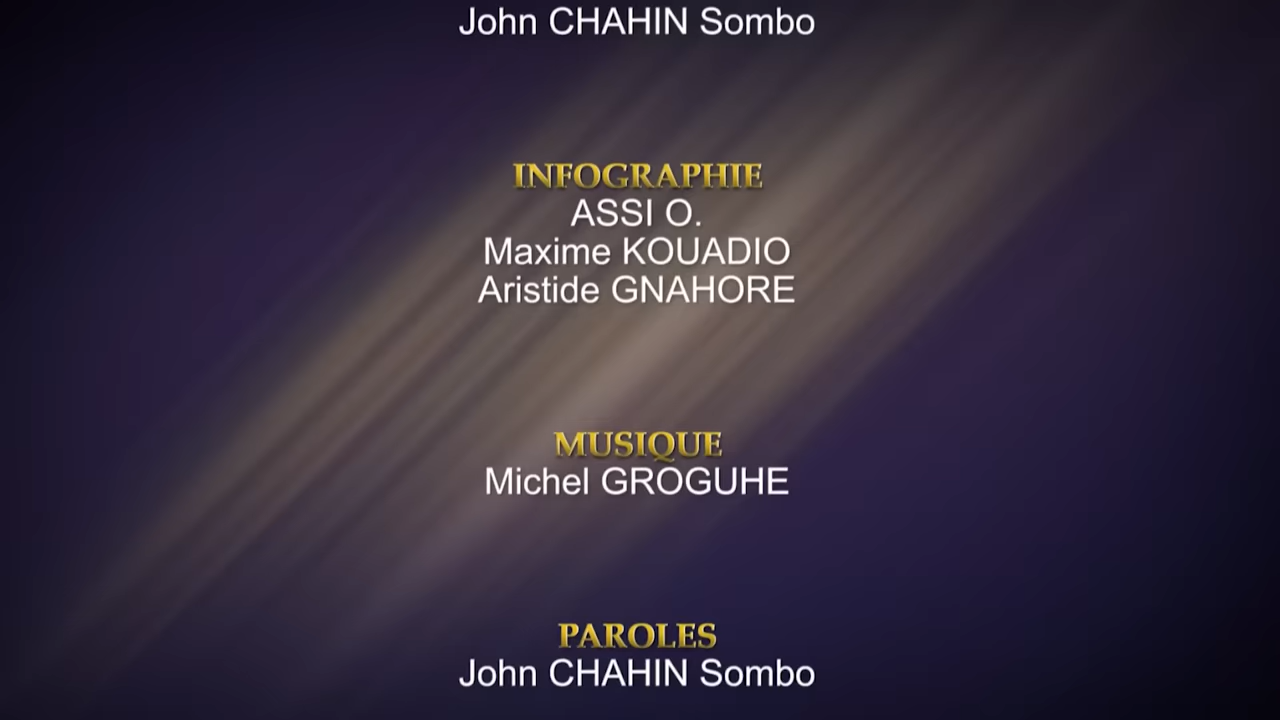 John CHAHIN Sombo
INFOGRAPHIE
ASSI O.
Maxime KOUADIO
Aristide GNAHORE
MUSIQUE
Michel GROGUHE
PAROLES
John CHAHIN Sombo